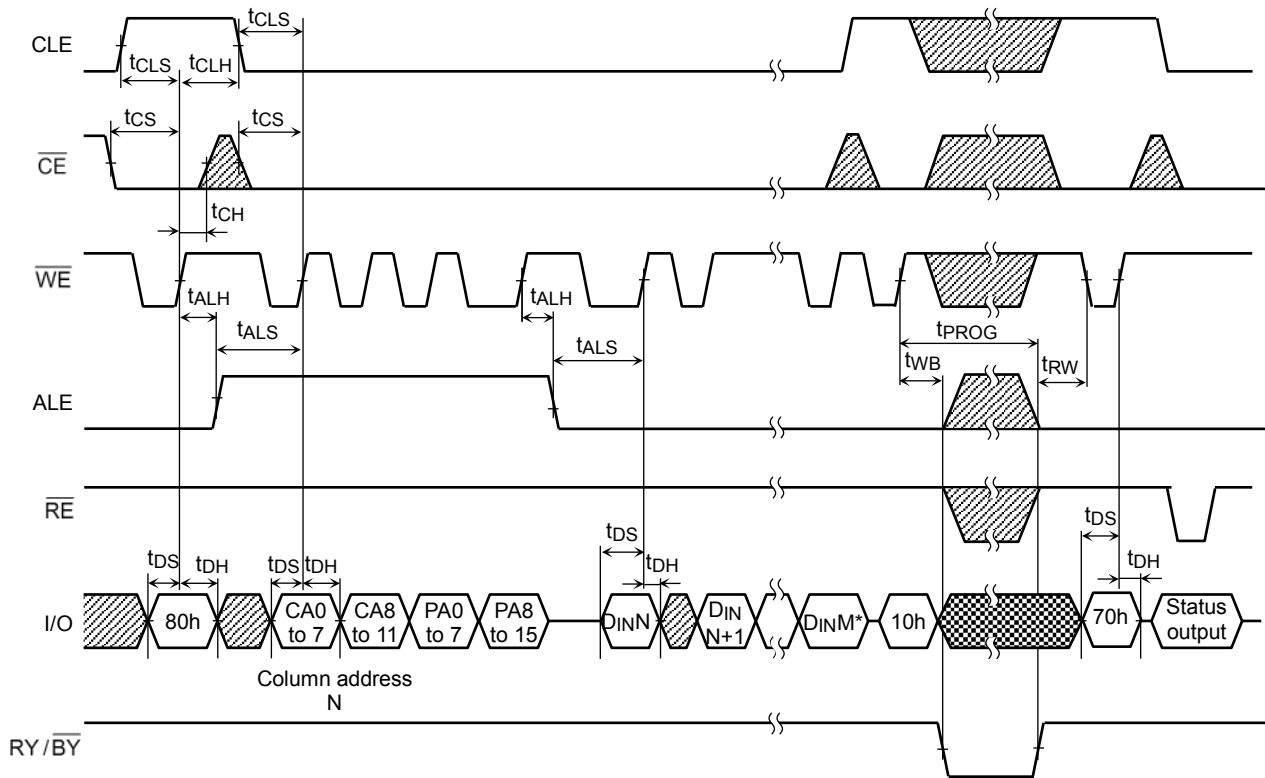 tCLS
CLE
tCLS tCLH
tCS tCS
CE
tCH
WE
tALH tALH
tALS tALS
tPROG
tWB tRW
ALE
RE
tDS tDH tDS tDH tDS tDH tDS tDH
I/O
80h
CA0 to 7
CA8 to 11
PA0 to 7
PA8 to 15
DINN
DIN N+1
DINM*
10h
70h
Status output
Column address
N
RY/BY